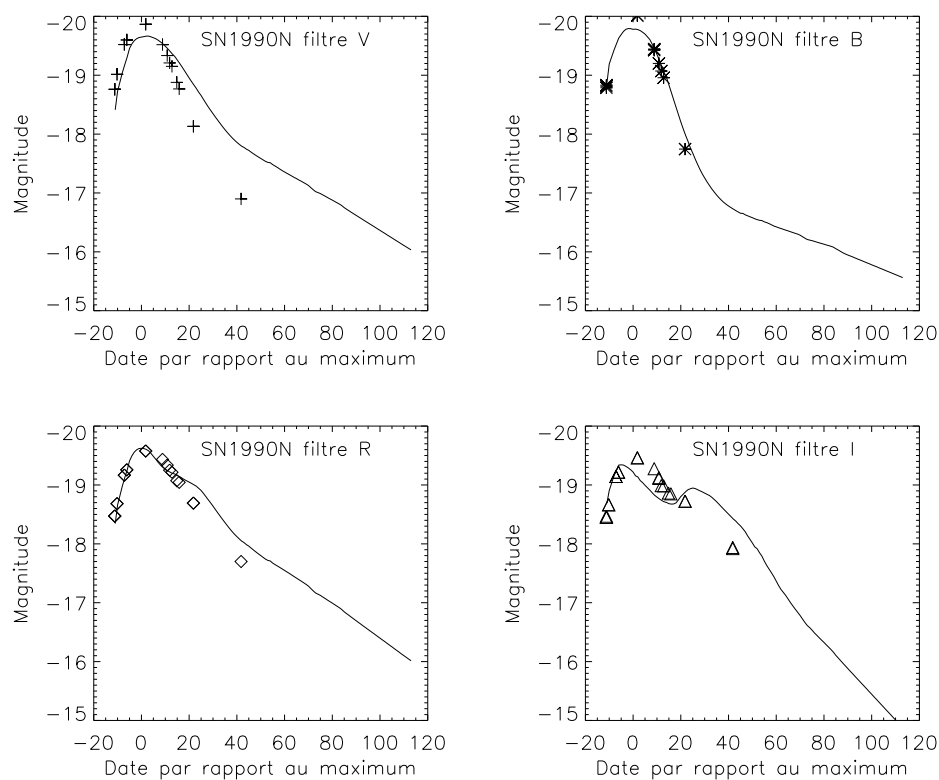 SN1990N filtre V
Magnitude
−20
−19
−18
−17
−16
−15
−20 0 20 40 60 80 100 120
Date par rapport au maximum
SN1990N filtre B
Magnitude
−20
−19
−18
−17
−16
−15
−20 0 20 40 60 80 100 120
Date par rapport au maximum
SN1990N filtre R
Magnitude
−20
−19
−18
−17
−16
−15
−20 0 20 40 60 80 100 120
Date par rapport au maximum
SN1990N filtre I
Magnitude
−20
−19
−18
−17
−16
−15
−20 0 20 40 60 80 100 120
Date par rapport au maximum